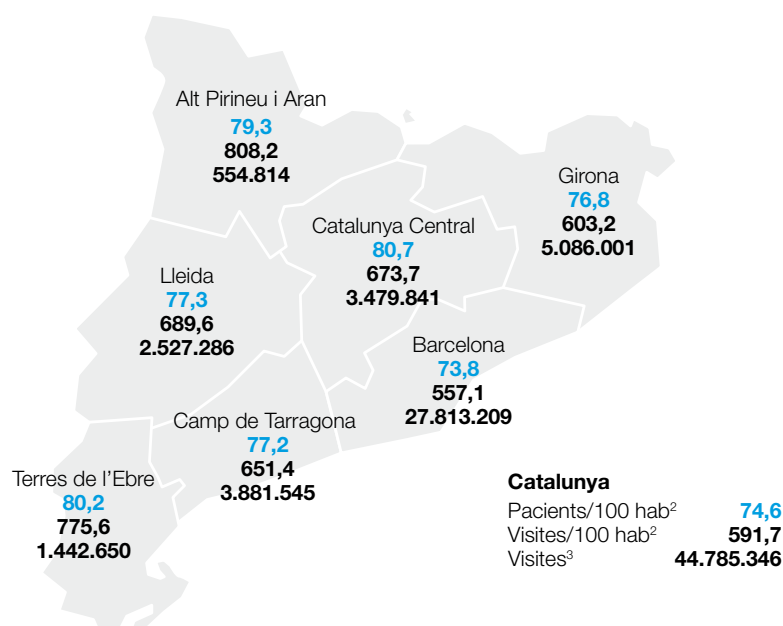 Alt Pirineu i Aran
79,3
808,2
554.814
Girona
76,8
603,2
5.086.001
Catalunya Central
80,7
673,7
3.479.841
Lleida
77,3
689,6
2.527.286
Barcelona
73,8
557,1
27.813.209
Camp de Tarragona
77,2
651,4
3.881.545
Terres de l’Ebre
80,2
775,6
1.442.650
Catalunya
Pacients/100 hab² 74,6
Visites/100 hab² 591,7
Visites³ 44.785.346